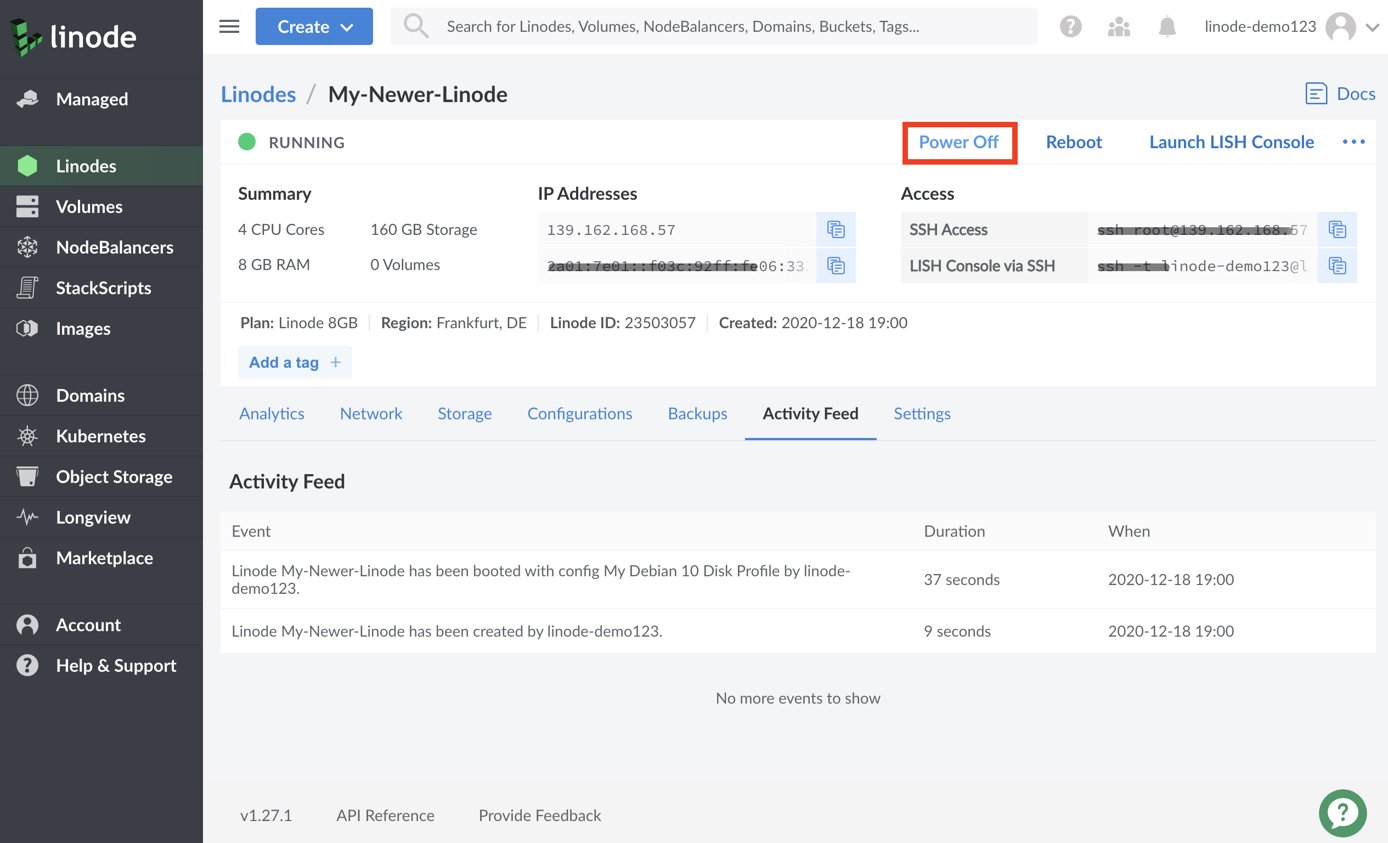 linode
Create
Search for Linodes, Volumes, NodeBalancers, Domains, Buckets, Tags...
linode-demo123
Managed
Linodes
Volumes
NodeBalancers
StackScripts
Images
Domains
Kubernetes
Object Storage
Longview
Marketplace
Account
Help & Support
Linodes / My-Newer-Linode
Docs
RUNNING
Power Off
Reboot
Launch LISH Console
Summary
4 CPU Cores 160 GB Storage
8 GB RAM 0 Volumes
IP Addresses
139.162.168.57
2a01:7e01::f03c:92ff:fe06:33
Access
SSH Access ssh root@139.162.168.57
LISH Console via SSH ssh -t linode-demo123@l
Plan: Linode 8GB Region: Frankfurt, DE Linode ID: 23503057 Created: 2020-12-18 19:00
Add a tag +
Analytics Network Storage Configurations Backups Activity Feed Settings
Activity Feed
Event Duration When
Linode My-Newer-Linode has been booted with config My Debian 10 Disk Profile by linode-
demo123.
37 seconds 2020-12-18 19:00
Linode My-Newer-Linode has been created by linode-demo123. 9 seconds 2020-12-18 19:00
No more events to show
v1.27.1 API Reference Provide Feedback